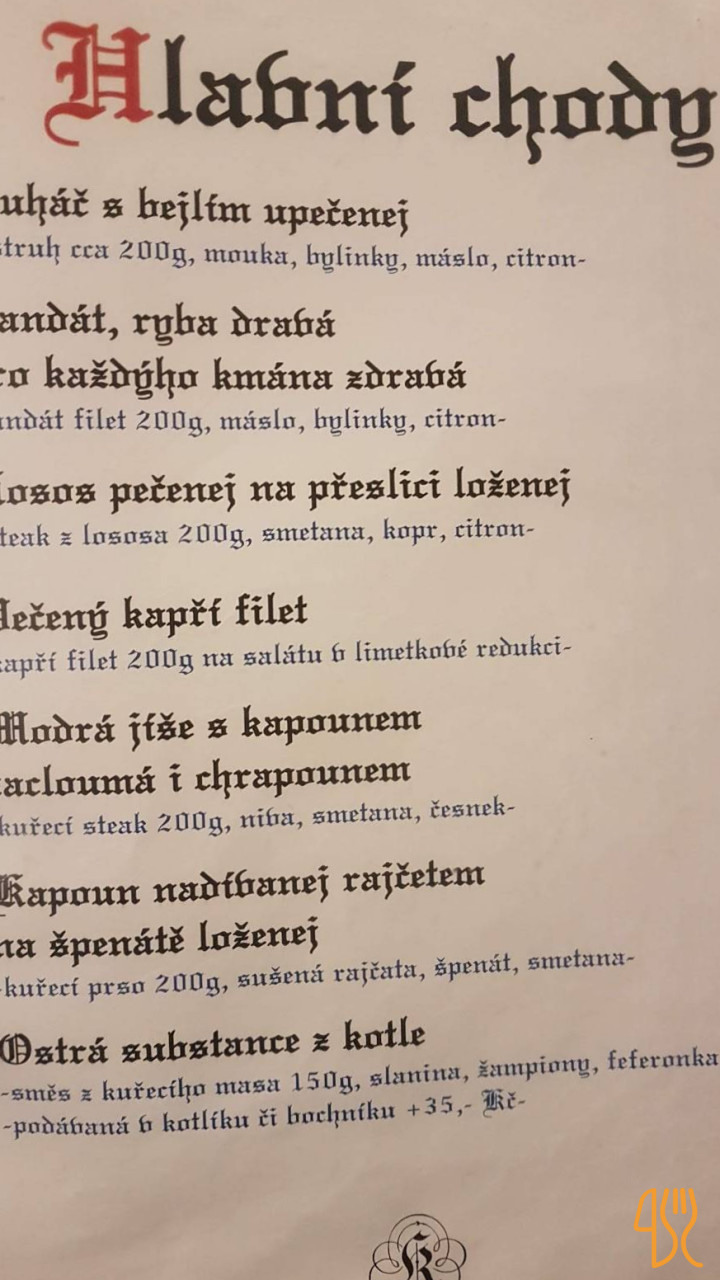 Hlavní chody
uháč s bejlím upečenej
struh cca 200g, mouka, bylinky, máslo, citron-
andát, ryba dravá
ro každýho kmána zdravá
ndát filet 200g, máslo, bylinky, citron-
losos pečenej na přeslici loženej
teak z lososa 200g, smetana, kopr, citron-
ečený kapří filet
kapří filet 200g na salátu v limetkové redukci-
Modrá jíše s kapounem
zacloumá i chrapounem
kuřecí steak 200g, niva, smetana, česnek-
Kapoun nadívanej rajčetem
na špenátě loženej
-kuřecí prso 200g, sušená rajčata, špenát, smetana-
Ostrá substance z kotle
-směs z kuřecího masa 150g, slanina, žampiony, feferonka
-podávaná v kotlíku či bochníku +35,- Kč-
K